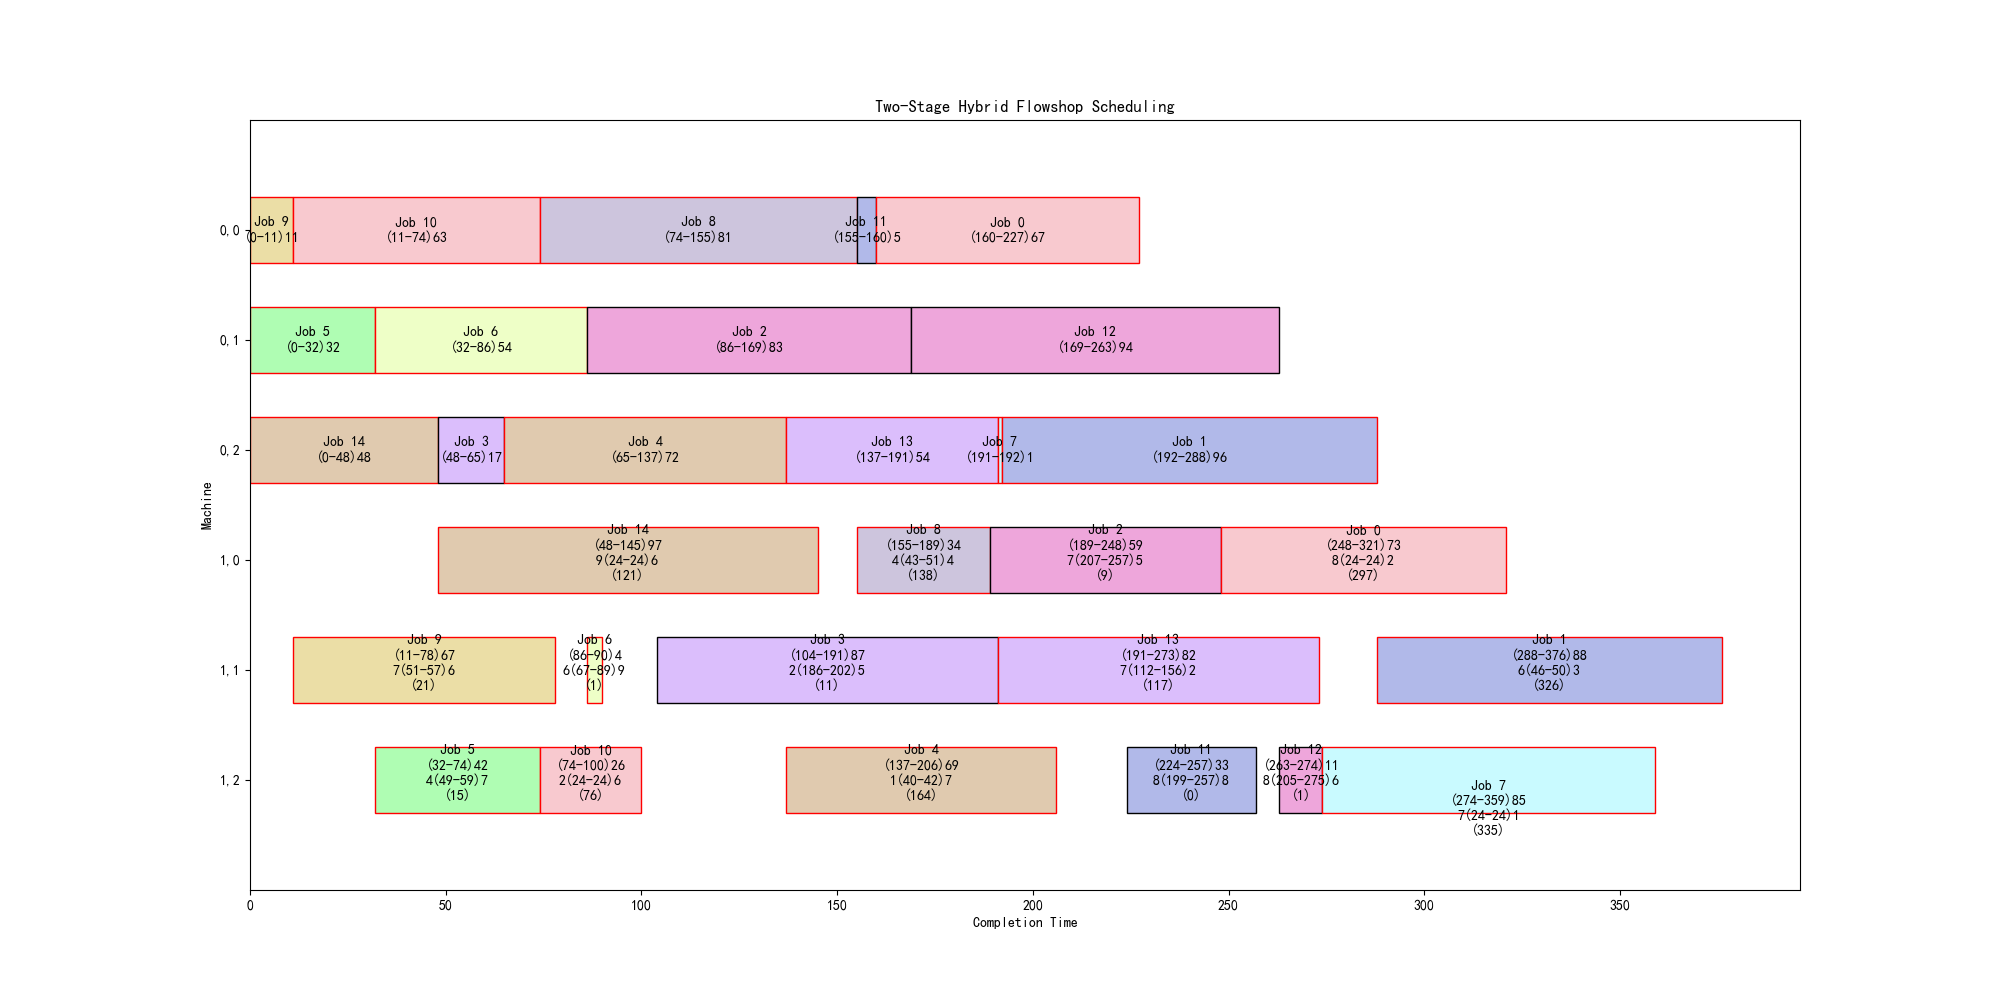 Two-Stage Hybrid Flowshop Scheduling
0,0
Job 9
(0-11)11
Job 10
(11-74)63
Job 8
(74-155)81
Job 11
(155-160)5
Job 0
(160-227)67
0,1
Job 5
(0-32)32
Job 6
(32-86)54
Job 2
(86-169)83
Job 12
(169-263)94
0,2
Job 14
(0-48)48
Job 3
(48-65)17
Job 4
(65-137)72
Job 13
(137-191)54
Job 7
(191-192)1
Job 1
(192-288)96
Machine
1,0
Job 14
(48-145)97
9(24-24)6
(121)
Job 8
(155-189)34
4(43-51)4
(138)
Job 2
(189-248)59
7(207-257)5
(9)
Job 0
(248-321)73
8(24-24)2
(297)
1,1
Job 9
(11-78)67
7(51-57)6
(21)
Job 6
(86-90)4
6(67-89)9
(1)
Job 3
(104-191)87
2(186-202)5
(11)
Job 13
(191-273)82
7(112-156)2
(117)
Job 1
(288-376)88
6(46-50)3
(326)
1,2
Job 5
(32-74)42
4(49-59)7
(15)
Job 10
(74-100)26
2(24-24)6
(76)
Job 4
(137-206)69
1(40-42)7
(164)
Job 11
(224-257)33
8(199-257)8
(0)
Job 12
(263-274)11
8(205-275)6
(1)
Job 7
(274-359)85
7(24-24)1
(335)
0
50
100
150
200
250
300
350
Completion Time